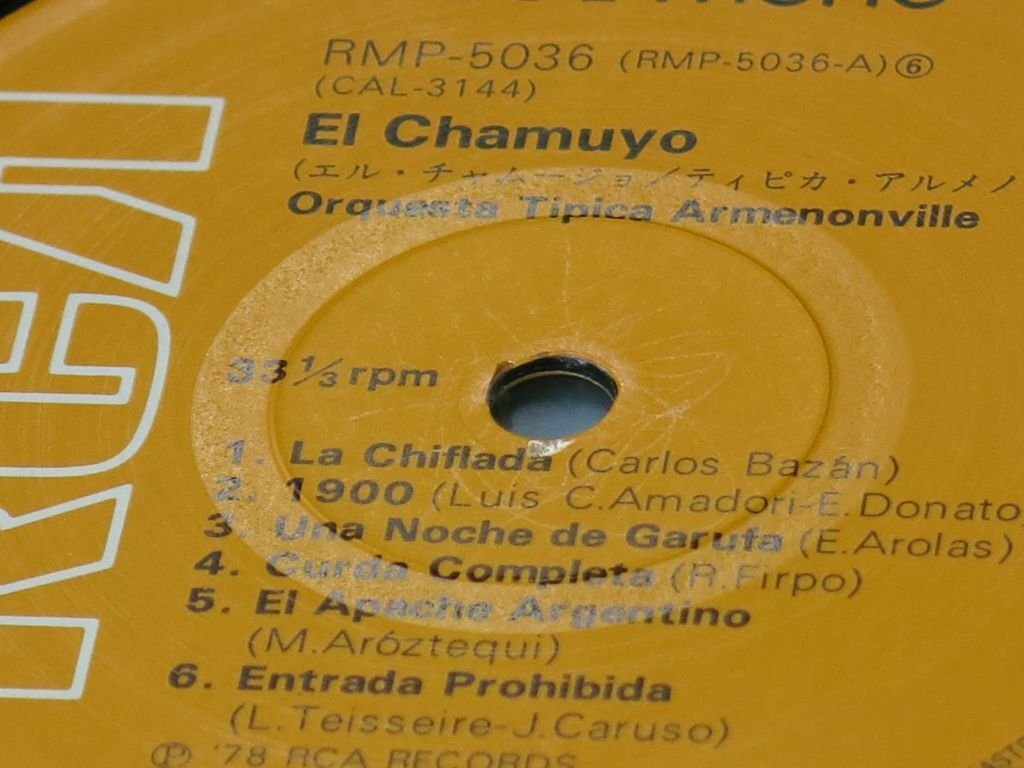 RMP-5036 (RMP-5036-A)⑥
(CAL-3144)
El Chamuyo
(エル・チャムージョ/ティピカ・アルメノ
Orquesta Tipica Armenonville
33 1/3 rpm
1. La Chiflada (Carlos Bazán)
2. 1900 (Luis C.Amadori-E.Donato
3. Una Noche de Garufa (E.Arolas)
4. Curda Completa (R.Firpo)
5. El Apache Argentino
(M.Aróztequi)
6. Entrada Prohibida
(L.Teisseire-J.Caruso)
Ⓟ '78 RCA RECORDS
RCA